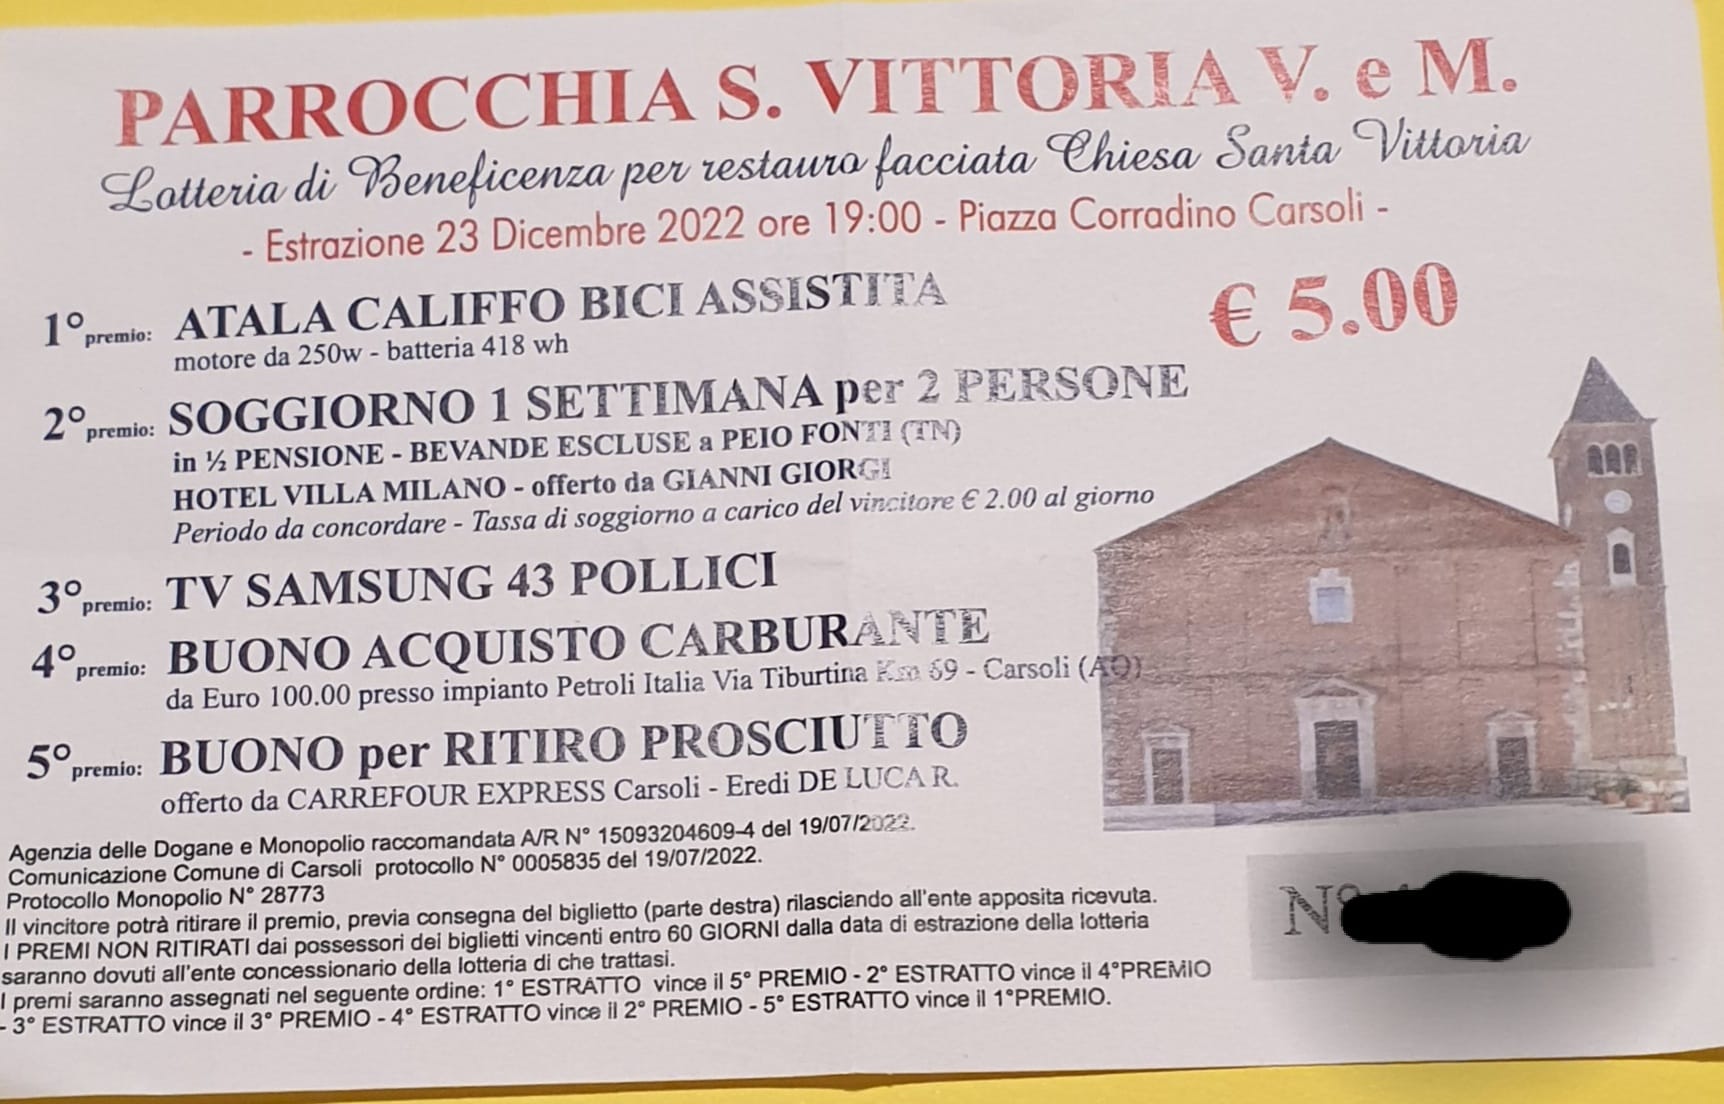 PARROCCHIA S. VITTORIA V. e M.
Lotteria di Beneficenza per restauro facciata Chiesa Santa Vittoria
- Estrazione 23 Dicembre 2022 ore 19:00 - Piazza Corradino Carsoli -
€ 5.00
1° premio: ATALA CALIFFO BICI ASSISTITA
motore da 250w - batteria 418 wh
2° premio: SOGGIORNO 1 SETTIMANA per 2 PERSONE
in ½ PENSIONE - BEVANDE ESCLUSE a PEIO FONTI (TN)
HOTEL VILLA MILANO - offerto da GIANNI GIORGI
Periodo da concordare - Tassa di soggiorno a carico del vincitore € 2.00 al giorno
3° premio: TV SAMSUNG 43 POLLICI
4° premio: BUONO ACQUISTO CARBURANTE
da Euro 100.00 presso impianto Petroli Italia Via Tiburtina Km 69 - Carsoli (AQ)
5° premio: BUONO per RITIRO PROSCIUTTO
offerto da CARREFOUR EXPRESS Carsoli - Eredi DE LUCA R.
Agenzia delle Dogane e Monopolio raccomandata A/R N° 15093204609-4 del 19/07/2022.
Comunicazione Comune di Carsoli protocollo N° 0005835 del 19/07/2022.
Protocollo Monopolio N° 28773
Il vincitore potrà ritirare il premio, previa consegna del biglietto (parte destra) rilasciando all'ente apposita ricevuta.
I PREMI NON RITIRATI dai possessori dei biglietti vincenti entro 60 GIORNI dalla data di estrazione della lotteria
saranno dovuti all'ente concessionario della lotteria di che trattasi.
I premi saranno assegnati nel seguente ordine: 1° ESTRATTO vince il 5° PREMIO - 2° ESTRATTO vince il 4°PREMIO
- 3° ESTRATTO vince il 3° PREMIO - 4° ESTRATTO vince il 2° PREMIO - 5° ESTRATTO vince il 1°PREMIO.
N°